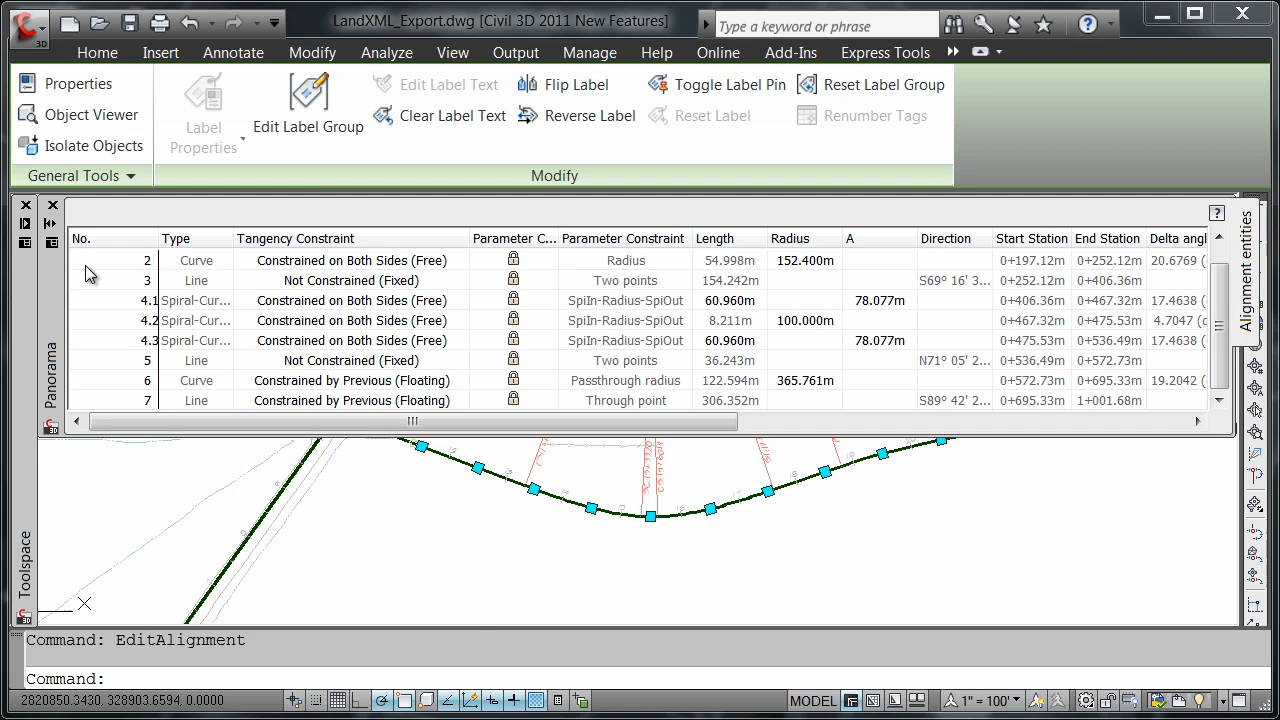 LandXML_Export.dwg [Civil 3D 2011 New Features]
Type a keyword or phrase
3D
Home Insert Annotate Modify Analyze View Output Manage Help Online Add-Ins Express Tools
Properties
Object Viewer
Isolate Objects
General Tools
Label Properties
Edit Label Group
Edit Label Text Flip Label Toggle Label Pin Reset Label Group
Clear Label Text Reverse Label Reset Label Renumber Tags
Modify
No. Type Tangency Constraint Parameter C... Parameter Constraint Length Radius A Direction Start Station End Station Delta angl
2 Curve Constrained on Both Sides (Free) Radius 54.998m 152.400m 0+197.12m 0+252.12m 20.6769 (
3 Line Not Constrained (Fixed) Two points 154.242m S69° 16' 3... 0+252.12m 0+406.36m
4.1 Spiral-Cur... Constrained on Both Sides (Free) SpiIn-Radius-SpiOut 60.960m 78.077m 0+406.36m 0+467.32m 17.4638 (
4.2 Spiral-Cur... Constrained on Both Sides (Free) SpiIn-Radius-SpiOut 8.211m 100.000m 0+467.32m 0+475.53m 4.7047 (
4.3 Spiral-Cur... Constrained on Both Sides (Free) SpiIn-Radius-SpiOut 60.960m 78.077m 0+475.53m 0+536.49m 17.4638 (
5 Line Not Constrained (Fixed) Two points 36.243m N71° 05' 2... 0+536.49m 0+572.73m
6 Curve Constrained by Previous (Floating) Passthrough radius 122.594m 365.761m 0+572.73m 0+695.33m 19.2042 (
7 Line Constrained by Previous (Floating) Through point 306.352m S89° 42' 2... 0+695.33m 1+001.68m
Alignment entities
Panorama
Toolspace
X
Command: EditAlignment
Command:
2820850.3430, 328903.6594, 0.0000
MODEL
1" = 100'